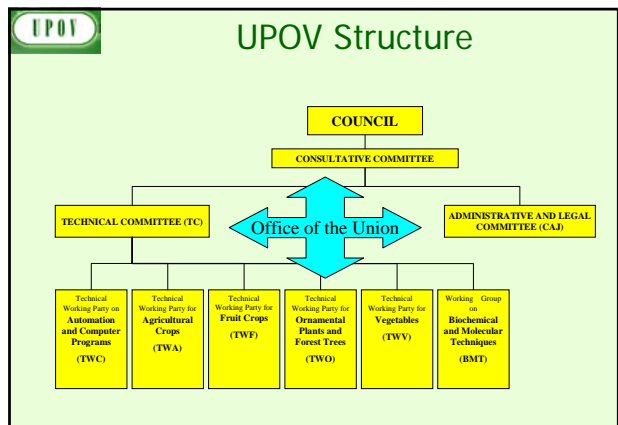 UPOV
UPOV Structure
COUNCIL
CONSULTATIVE COMMITTEE
TECHNICAL COMMITTEE (TC)
Office of the Union
ADMINISTRATIVE AND LEGAL
COMMITTEE (CAJ)
Technical
Working Party on
Automation
and Computer
Programs
(TWC)
Technical
Working Party for
Agricultural
Crops
(TWA)
Technical
Working Party for
Fruit Crops
(TWF)
Technical
Working Party for
Ornamental
Plants and
Forest Trees
(TWO)
Technical
Working Party for
Vegetables
(TWV)
Working Group
on
Biochemical
and Molecular
Techniques
(BMT)